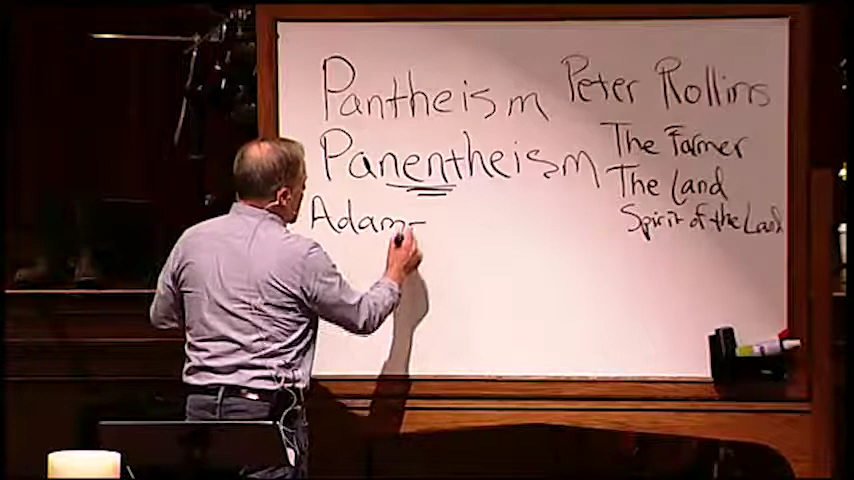 Pantheism
Panentheism
Adam-
Peter Rollins
The Farmer
The Land
Spirit of the Land